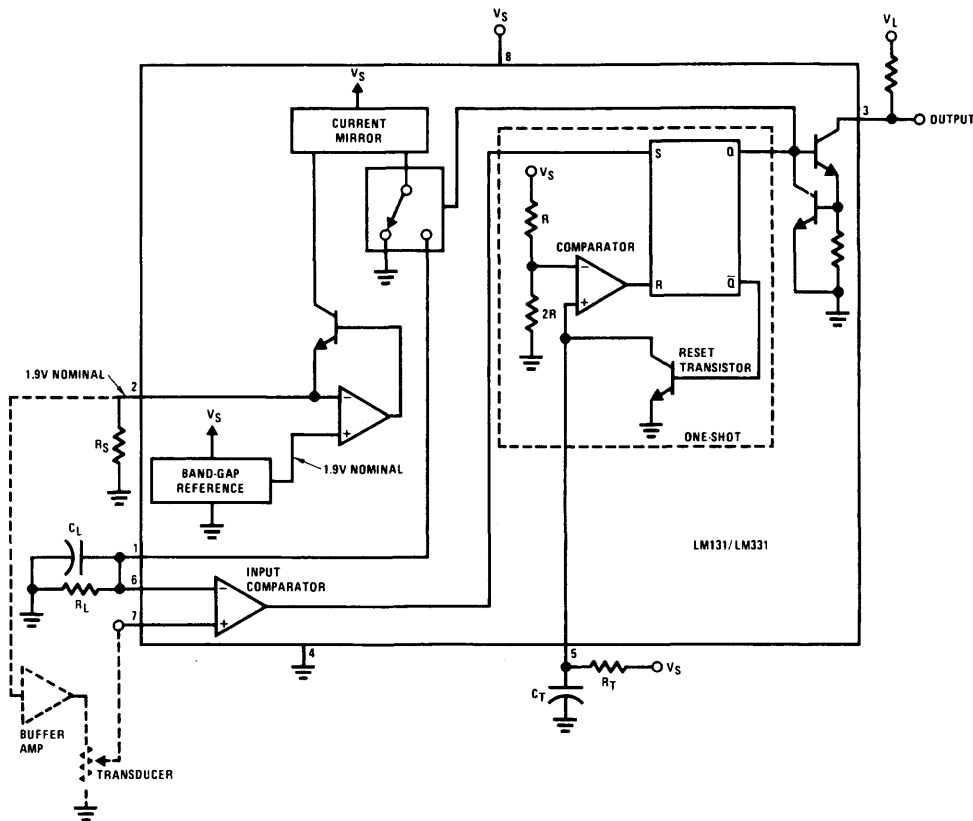 VS
8
VL
VS
CURRENT
MIRROR
3
OUTPUT
S
Q
VS
R
COMPARATOR
−
+
R
Q̅
2R
RESET
TRANSISTOR
ONE-SHOT
1.9V NOMINAL
2
RS
VS
−
+
1.9V NOMINAL
BAND-GAP
REFERENCE
CL
1
LM131/LM331
6
INPUT
COMPARATOR
−
RL
7
+
4
5
RT
VS
CT
BUFFER
AMP
TRANSDUCER